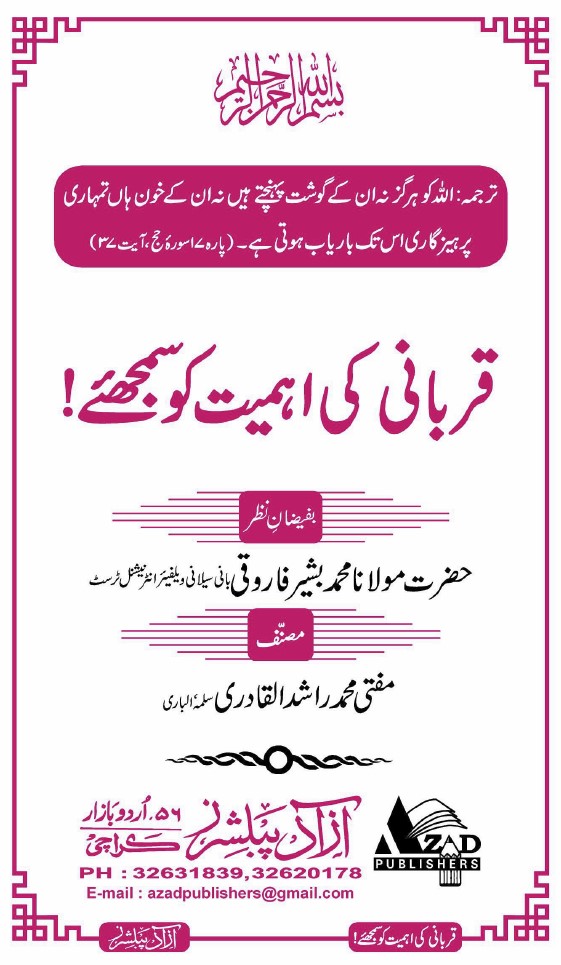 بسم اللہ الرحمن الرحیم
ترجمہ: اللہ کو ہرگز نہ ان کے گوشت پہنچتے ہیں نہ ان کے خون ہاں تمہاری
پرہیزگاری اس تک باریاب ہوتی ہے۔ (پارہ ۱۷ سورۂ حج، آیت ۳۷)
قربانی کی اہمیت کو سمجھئے!
بفیضانِ نظر
حضرت مولانا محمد بشیر فاروقی بانی سیلانی ویلفیئر انٹرنیشنل ٹرسٹ
مصنّف
مفتی محمد راشد القادری سلمہٗ الباری
آزاد پبلشرز ۵۶۔ اُردو بازار کراچی
AZAD
PUBLISHERS
PH : 32631839,32620178
E-mail : azadpublishers@gmail.com
قربانی کی اہمیت کو سمجھئے!
آزاد پبلشرز